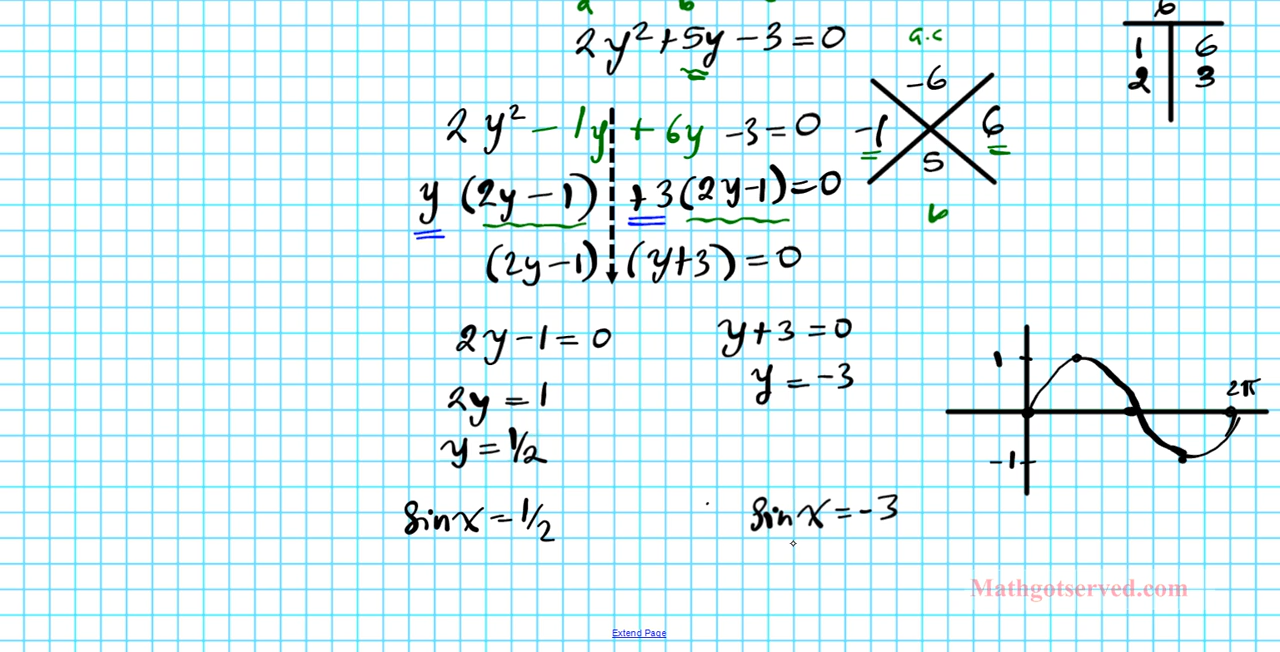 a b
2y² + 5y - 3 = 0
a.c
6
1 6
2 3
-6
-1 6
5
b
2y² - 1y + 6y - 3 = 0
y (2y - 1) + 3 (2y - 1) = 0
(2y - 1) (y + 3) = 0
2y - 1 = 0
y + 3 = 0
2y = 1
y = -3
y = 1/2
1
2π
-1
sin x = 1/2
sin x = -3
Mathgotserved.com
Extend Page